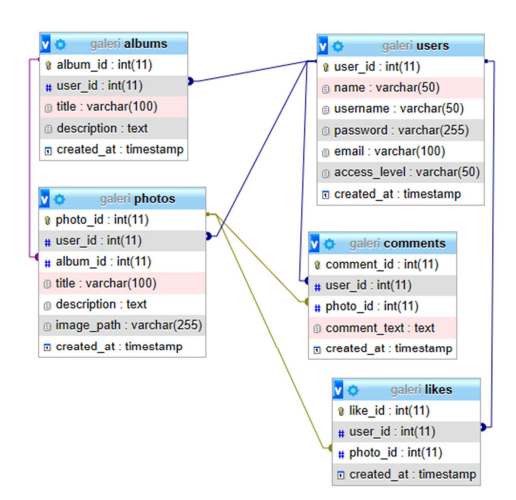 galeri albums
album_id : int(11)
user_id : int(11)
title : varchar(100)
description : text
created_at : timestamp
galeri users
user_id : int(11)
name : varchar(50)
username : varchar(50)
password : varchar(255)
email : varchar(100)
access_level : varchar(50)
created_at : timestamp
galeri photos
photo_id : int(11)
user_id : int(11)
album_id : int(11)
title : varchar(100)
description : text
image_path : varchar(255)
created_at : timestamp
galeri comments
comment_id : int(11)
user_id : int(11)
photo_id : int(11)
comment_text : text
created_at : timestamp
galeri likes
like_id : int(11)
user_id : int(11)
photo_id : int(11)
created_at : timestamp